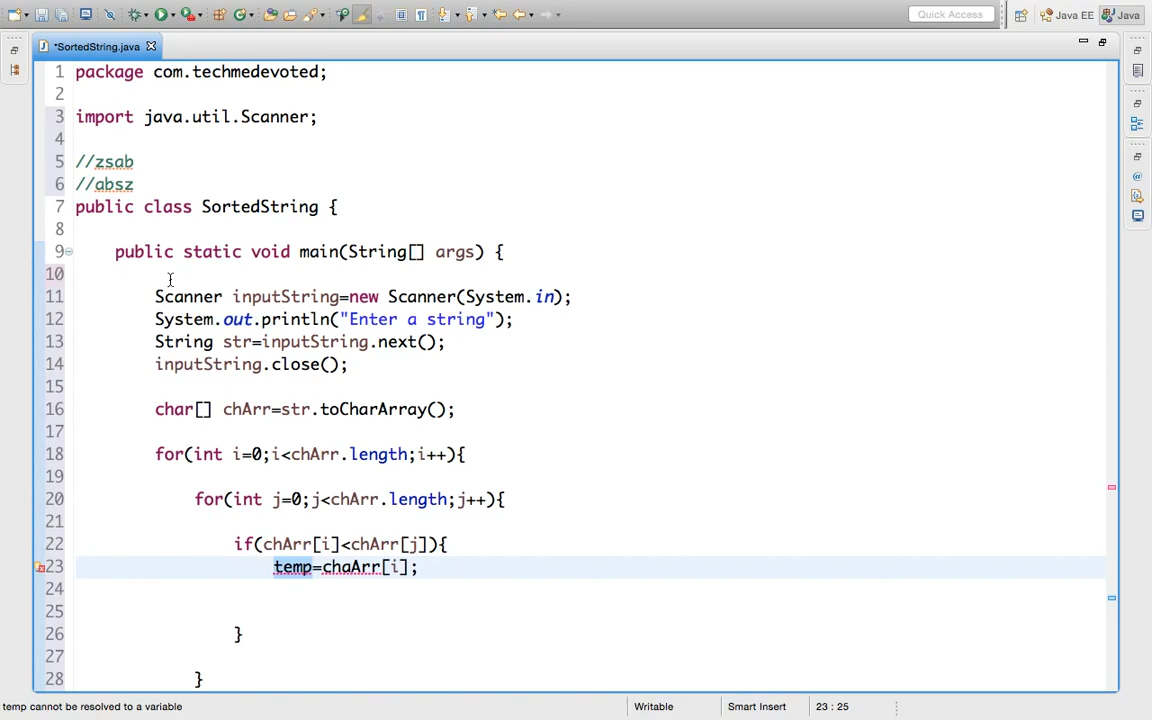 Quick Access
Java EE
Java
*SortedString.java
1 package com.techmedevoted;
2
3 import java.util.Scanner;
4
5 //zsab
6 //absz
7 public class SortedString {
8
9 public static void main(String[] args) {
10
11 Scanner inputString=new Scanner(System.in);
12 System.out.println("Enter a string");
13 String str=inputString.next();
14 inputString.close();
15
16 char[] chArr=str.toCharArray();
17
18 for(int i=0;i<chArr.length;i++){
19
20 for(int j=0;j<chArr.length;j++){
21
22 if(chArr[i]<chArr[j]){
23 temp=chaArr[i];
24
25
26 }
27
28 }
temp cannot be resolved to a variable
Writable
Smart Insert
23 : 25